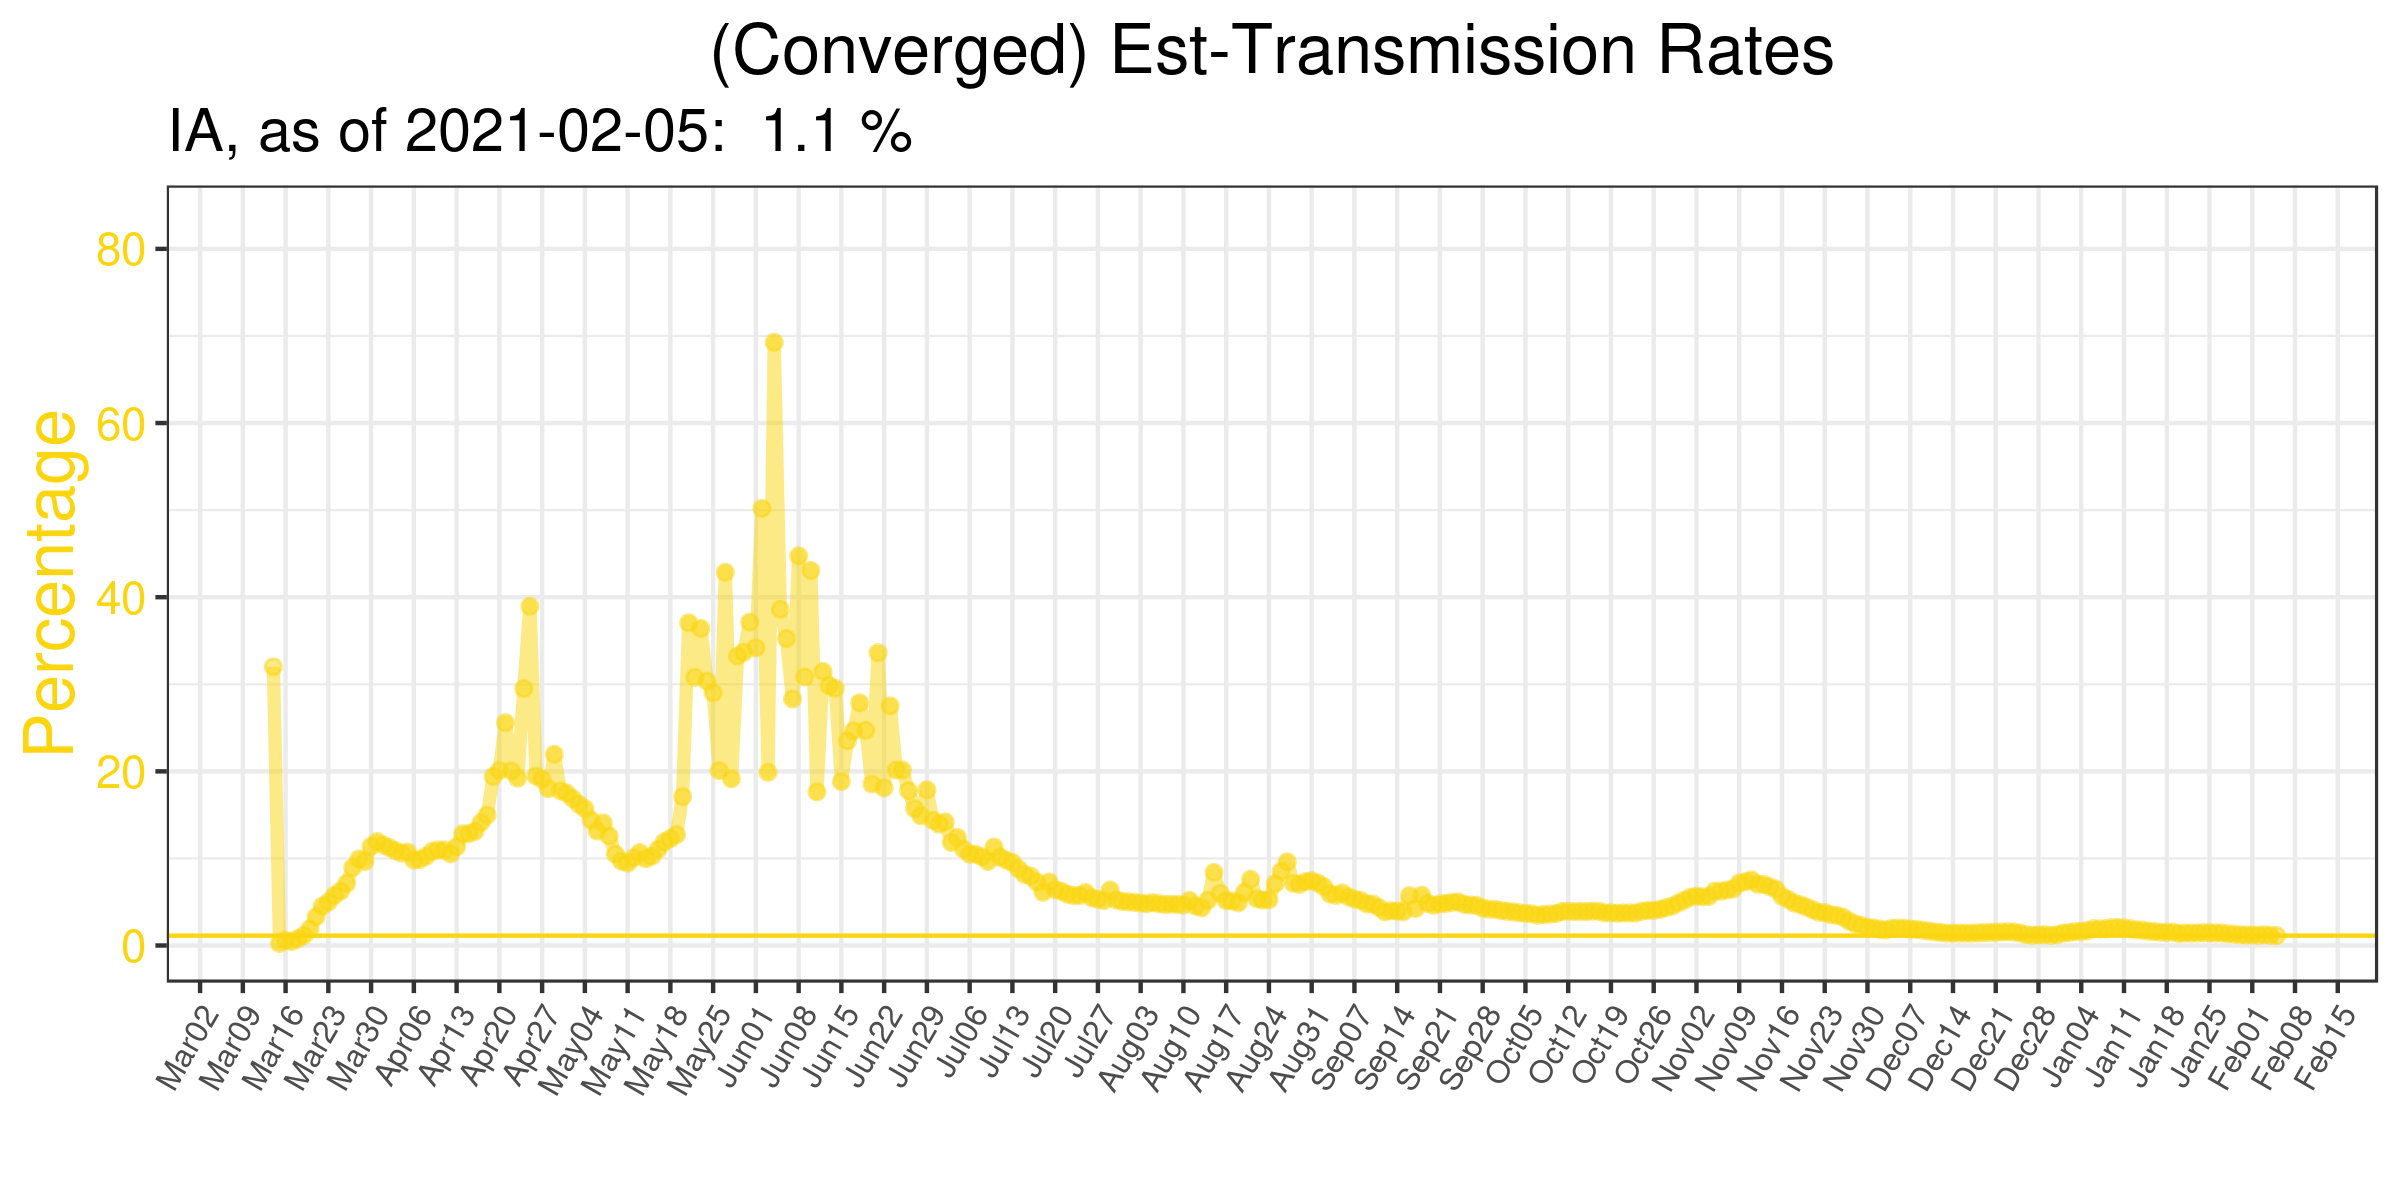 (Converged) Est-Transmission Rates
IA, as of 2021-02-05:  1.1 %
Percentage
80
60
40
20
0
Mar02
Mar09
Mar16
Mar23
Mar30
Apr06
Apr13
Apr20
Apr27
May04
May11
May18
May25
Jun01
Jun08
Jun15
Jun22
Jun29
Jul06
Jul13
Jul20
Jul27
Aug03
Aug10
Aug17
Aug24
Aug31
Sep07
Sep14
Sep21
Sep28
Oct05
Oct12
Oct19
Oct26
Nov02
Nov09
Nov16
Nov23
Nov30
Dec07
Dec14
Dec21
Dec28
Jan04
Jan11
Jan18
Jan25
Feb01
Feb08
Feb15